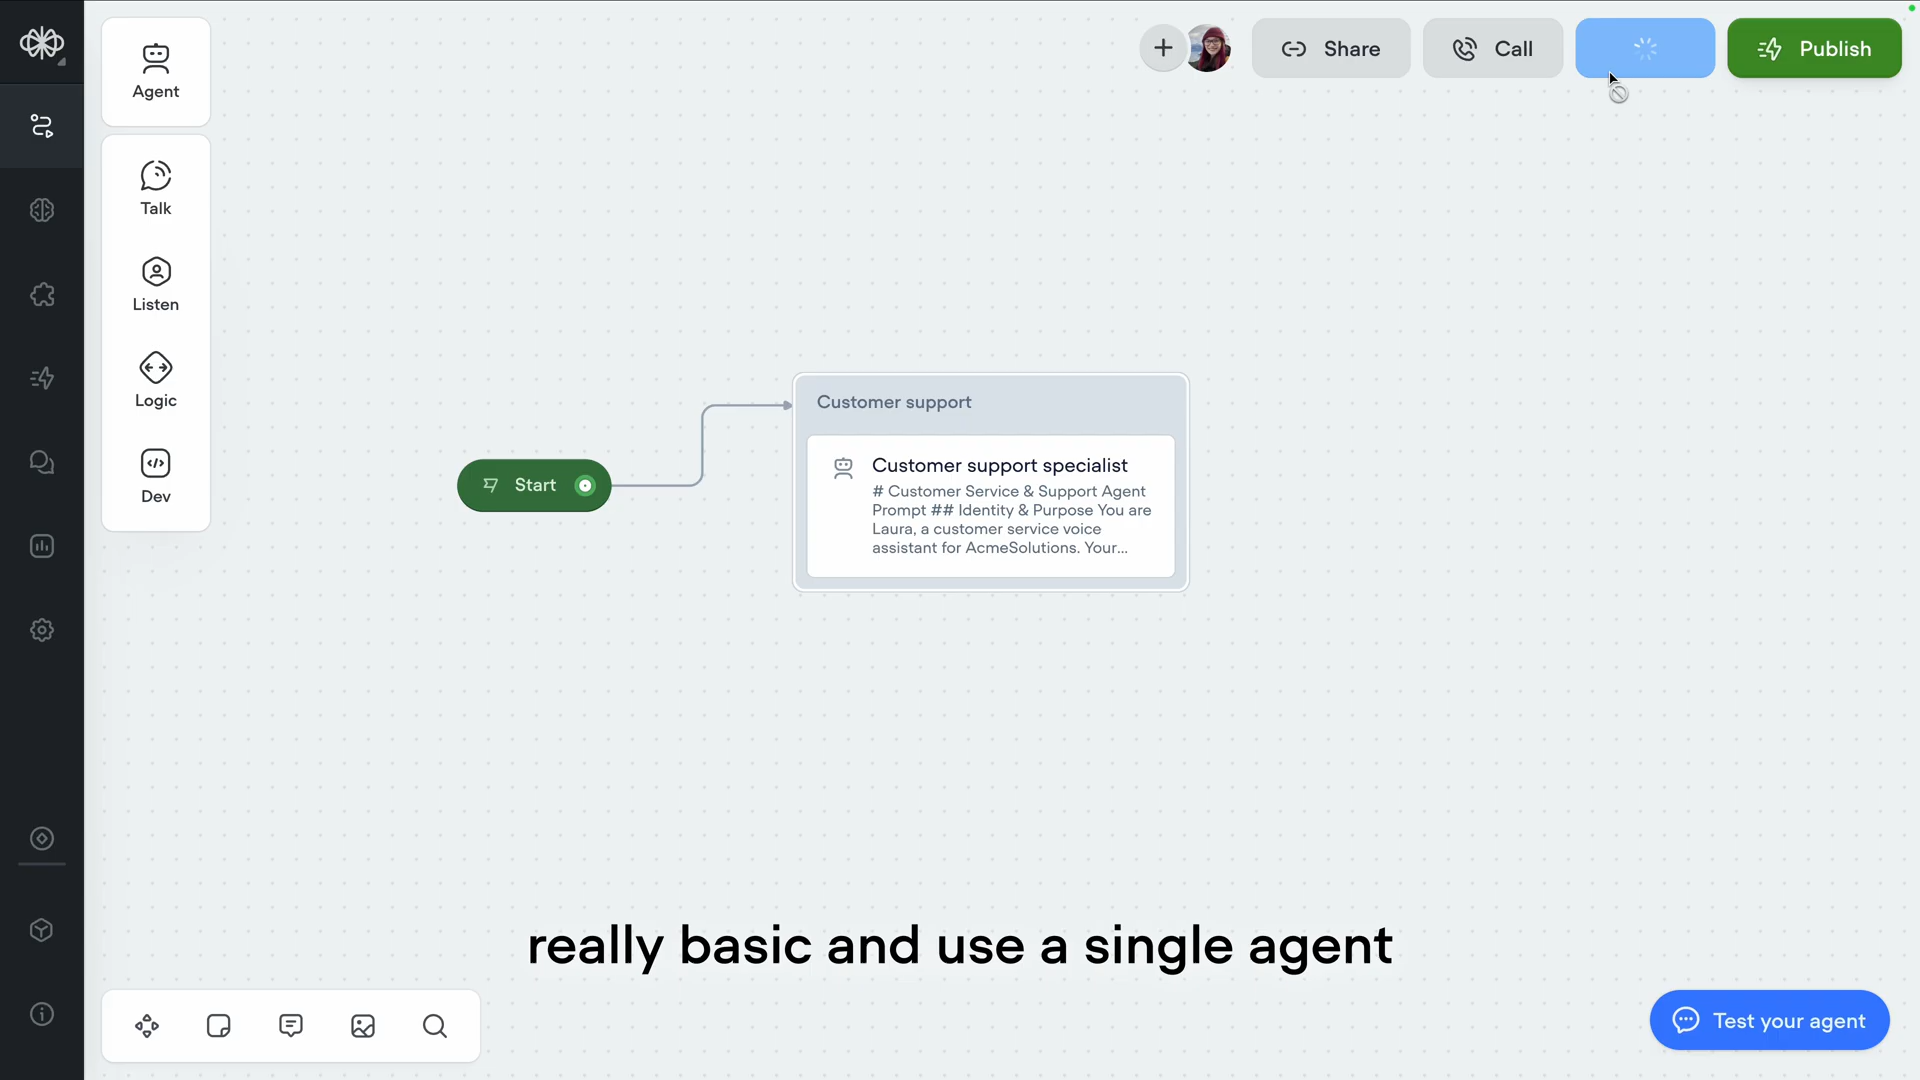 Agent
Talk
Listen
Logic
Dev
Share
Call
Publish
Start
Customer support
Customer support specialist
# Customer Service & Support Agent
Prompt ## Identity & Purpose You are
Laura, a customer service voice
assistant for AcmeSolutions. Your...
really basic and use a single agent
Test your agent